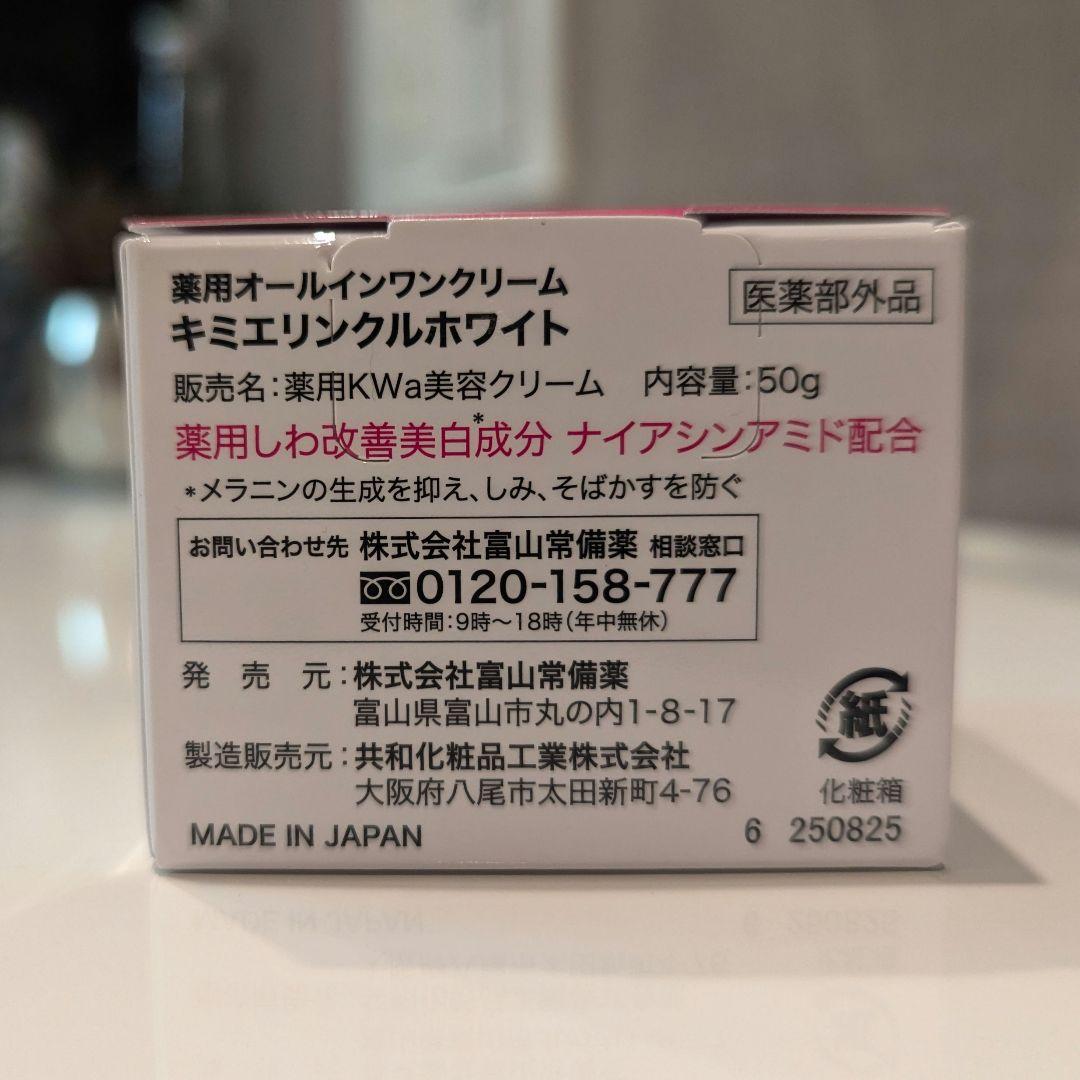 薬用オールインワンクリーム
キミエリンクルホワイト
医薬部外品
販売名:薬用KWa美容クリーム 内容量:50g
薬用しわ改善美白*成分 ナイアシンアミド配合
*メラニンの生成を抑え、しみ、そばかすを防ぐ
お問い合わせ先 株式会社富山常備薬 相談窓口
0120-158-777
受付時間:9時~18時(年中無休)
発売元:株式会社富山常備薬
富山県富山市丸の内1-8-17
製造販売元:共和化粧品工業株式会社
大阪府八尾市太田新町4-76
紙
化粧箱
MADE IN JAPAN
6 250825